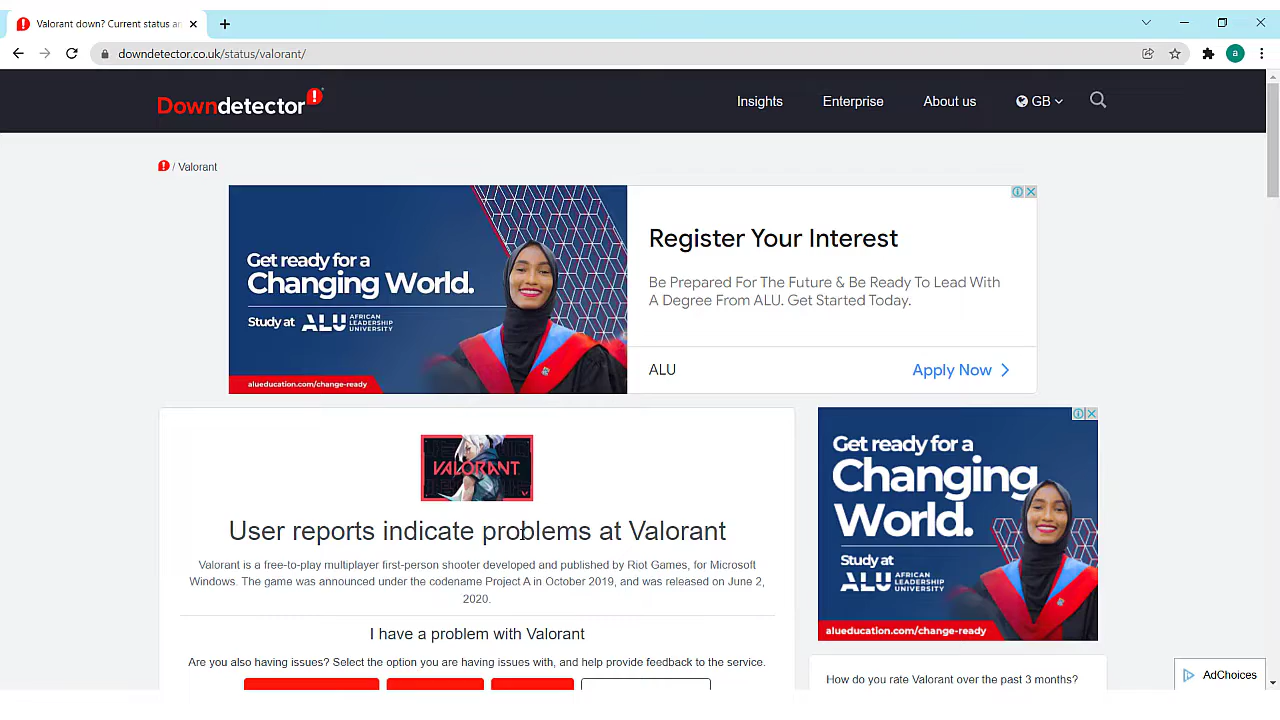 Valorant down? Current status an
downdetector.co.uk/status/valorant/
a
Downdetector
Insights
Enterprise
About us
GB
/ Valorant
Get ready for a
Changing World.
Study at ALU AFRICAN LEADERSHIP UNIVERSITY
alueducation.com/change-ready
Register Your Interest
Be Prepared For The Future & Be Ready To Lead With
A Degree From ALU. Get Started Today.
ALU
Apply Now
VALORANT
User reports indicate problems at Valorant
Valorant is a free-to-play multiplayer first-person shooter developed and published by Riot Games, for Microsoft
Windows. The game was announced under the codename Project A in October 2019, and was released on June 2,
2020.
I have a problem with Valorant
Are you also having issues? Select the option you are having issues with, and help provide feedback to the service.
Get ready for a
Changing
World.
Study at
ALU AFRICAN LEADERSHIP UNIVERSITY
alueducation.com/change-ready
How do you rate Valorant over the past 3 months?
AdChoices